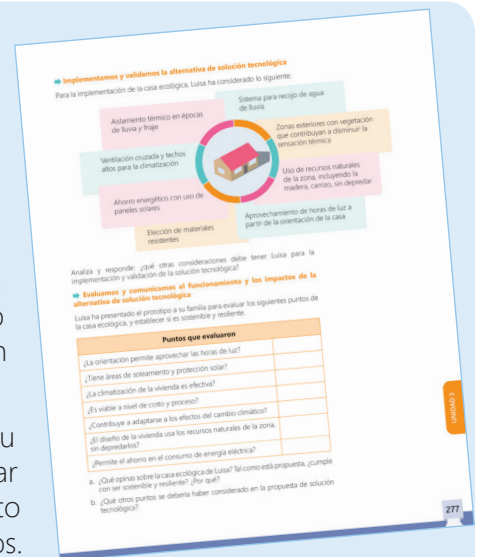 Implementamos y validamos la alternativa de solución tecnológica
Para la implementación de la casa ecológica, Luisa ha considerado lo siguiente:
Sistema para recojo de agua
de lluvia
Aislamiento térmico en épocas
de lluvia y friaje
Zonas exteriores con vegetación
que contribuyan a disminuir la
sensación térmica
Ventilación cruzada y techos
altos para la climatización
Uso de recursos naturales
de la zona, incluyendo la
madera, carrizo, sin depredar
Ahorro energético con uso de
paneles solares
Aprovechamiento de horas de luz a
partir de la orientación de la casa
Elección de materiales
resistentes
Analiza y responde: ¿qué otras consideraciones debe tener Luisa para la
implementación y validación de la solución tecnológica?
Evaluamos y comunicamos el funcionamiento y los impactos de la
alternativa de solución tecnológica
Luisa ha presentado el prototipo a su familia para evaluar los siguientes puntos de
la casa ecológica, y establecer si es sostenible y resiliente.
Puntos que evaluaron
¿La orientación permite aprovechar las horas de luz?
¿Tiene áreas de soleamiento y protección solar?
¿La climatización de la vivienda es efectiva?
¿Es viable a nivel de costo y proceso?
¿Contribuye a adaptarse a los efectos del cambio climático?
¿El diseño de la vivienda usa los recursos naturales de la zona,
sin depredarlos?
¿Permite el ahorro en el consumo de energía eléctrica?
a. ¿Qué opinas sobre la casa ecológica de Luisa? Tal como está propuesta, ¿cumple
con ser sostenible y resiliente? ¿Por qué?
b. ¿Qué otros puntos se debería haber considerado en la propuesta de solución
tecnológica?
UNIDAD 3
277
o
n
u
ar
to
os.